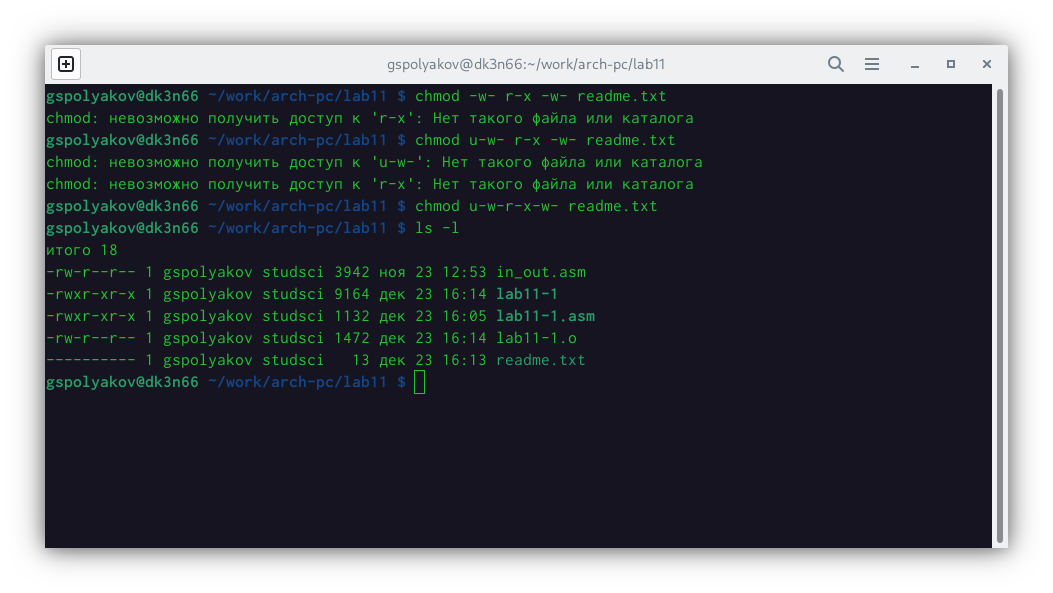 gspolyakov@dk3n66:~/work/arch-pc/lab11
gspolyakov@dk3n66 ~/work/arch-pc/lab11 $ chmod -w- r-x -w- readme.txt
chmod: невозможно получить доступ к 'r-x': Нет такого файла или каталога
gspolyakov@dk3n66 ~/work/arch-pc/lab11 $ chmod u-w- r-x -w- readme.txt
chmod: невозможно получить доступ к 'u-w-': Нет такого файла или каталога
chmod: невозможно получить доступ к 'r-x': Нет такого файла или каталога
gspolyakov@dk3n66 ~/work/arch-pc/lab11 $ chmod u-w-r-x-w- readme.txt
gspolyakov@dk3n66 ~/work/arch-pc/lab11 $ ls -l
итого 18
-rw-r--r-- 1 gspolyakov studsci 3942 ноя 23 12:53 in_out.asm
-rwxr-xr-x 1 gspolyakov studsci 9164 дек 23 16:14 lab11-1
-rwxr-xr-x 1 gspolyakov studsci 1132 дек 23 16:05 lab11-1.asm
-rw-r--r-- 1 gspolyakov studsci 1472 дек 23 16:14 lab11-1.o
---------- 1 gspolyakov studsci   13 дек 23 16:13 readme.txt
gspolyakov@dk3n66 ~/work/arch-pc/lab11 $